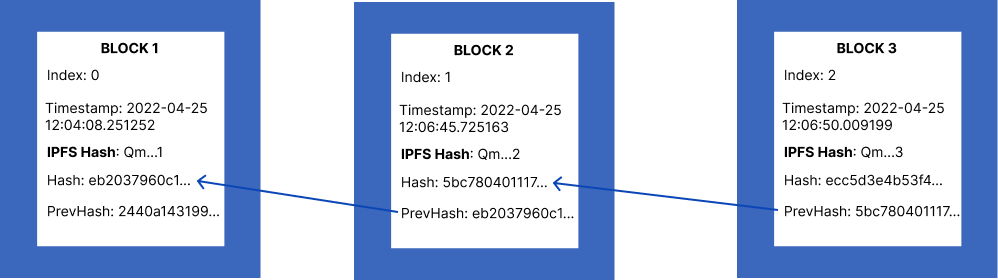 BLOCK 1
Index: 0
Timestamp: 2022-04-25
12:04:08.251252
IPFS Hash: Qm...1
Hash: eb2037960c1...
PrevHash: 2440a143199...
BLOCK 2
Index: 1
Timestamp: 2022-04-25
12:06:45.725163
IPFS Hash: Qm...2
Hash: 5bc780401117...
PrevHash: eb2037960c1...
BLOCK 3
Index: 2
Timestamp: 2022-04-25
12:06:50.009199
IPFS Hash: Qm...3
Hash: ecc5d3e4b53f4...
PrevHash: 5bc780401117...